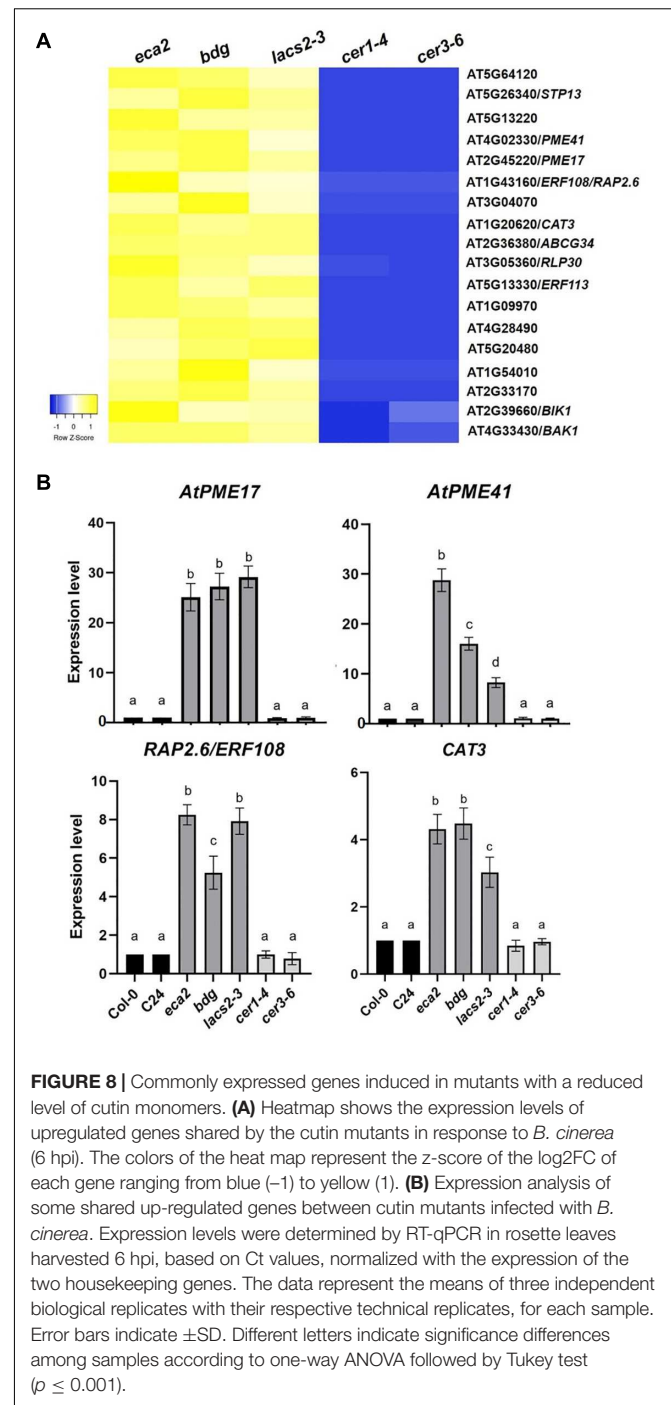 A
eca2 bdg lacs2-3 cer1-4 cer3-6
AT5G64120
AT5G26340/STP13
AT5G13220
AT4G02330/PME41
AT2G45220/PME17
AT1G43160/ERF108/RAP2.6
AT3G04070
AT1G20620/CAT3
AT2G36380/ABCG34
AT3G05360/RLP30
AT5G13330/ERF113
AT1G09970
AT4G28490
AT5G20480
AT1G54010
AT2G33170
AT2G39660/BIK1
AT4G33430/BAK1
-1 0 1
Row Z-Score
B
AtPME17
Expression level
40
30
20
10
0
a a b b b a a
AtPME41
40
30
20
10
0
a a b c d a a
RAP2.6/ERF108
Expression level
10
8
6
4
2
0
a a b c b a a
Col-0 C24 eca2 bdg lacs2-3 cer1-4 cer3-6
CAT3
6
4
2
0
a a b b c a a
Col-0 C24 eca2 bdg lacs2-3 cer1-4 cer3-6
FIGURE 8 | Commonly expressed genes induced in mutants with a reduced
level of cutin monomers. (A) Heatmap shows the expression levels of
upregulated genes shared by the cutin mutants in response to B. cinerea
(6 hpi). The colors of the heat map represent the z-score of the log2FC of
each gene ranging from blue (–1) to yellow (1). (B) Expression analysis of
some shared up-regulated genes between cutin mutants infected with B.
cinerea. Expression levels were determined by RT-qPCR in rosette leaves
harvested 6 hpi, based on Ct values, normalized with the expression of the
two housekeeping genes. The data represent the means of three independent
biological replicates with their respective technical replicates, for each sample.
Error bars indicate ±SD. Different letters indicate significance differences
among samples according to one-way ANOVA followed by Tukey test
(p ≤ 0.001).